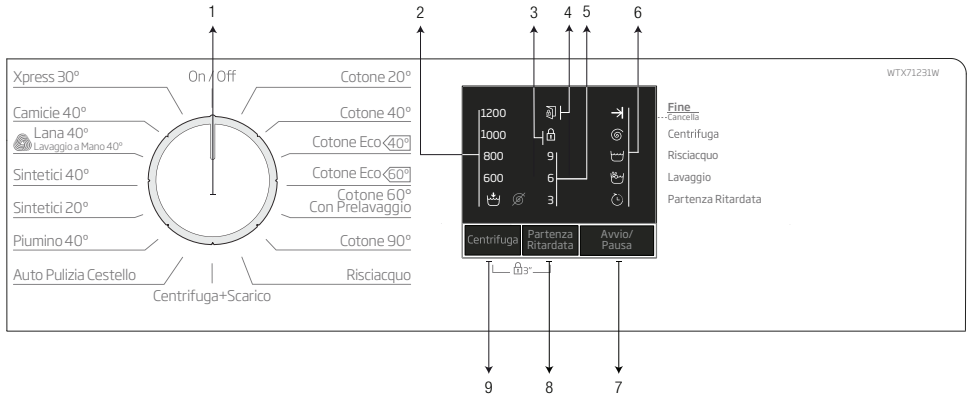 1
2
3
4
5
6
WTX71231W
On / Off
Xpress 30°
Camicie 40°
Lana 40°
Lavaggio a Mano 40°
Sintetici 40°
Sintetici 20°
Piumino 40°
Auto Pulizia Cestello
Centrifuga+Scarico
Cotone 20°
Cotone 40°
Cotone Eco 40°
Cotone Eco 60°
Cotone 60°
Con Prelavaggio
Cotone 90°
Risciacquo
1200
1000
800
600
9
6
3
Fine
Cancella
Centrifuga
Risciacquo
Lavaggio
Partenza Ritardata
Centrifuga
Partenza
Ritardata
Avvio/
Pausa
3"
9
8
7